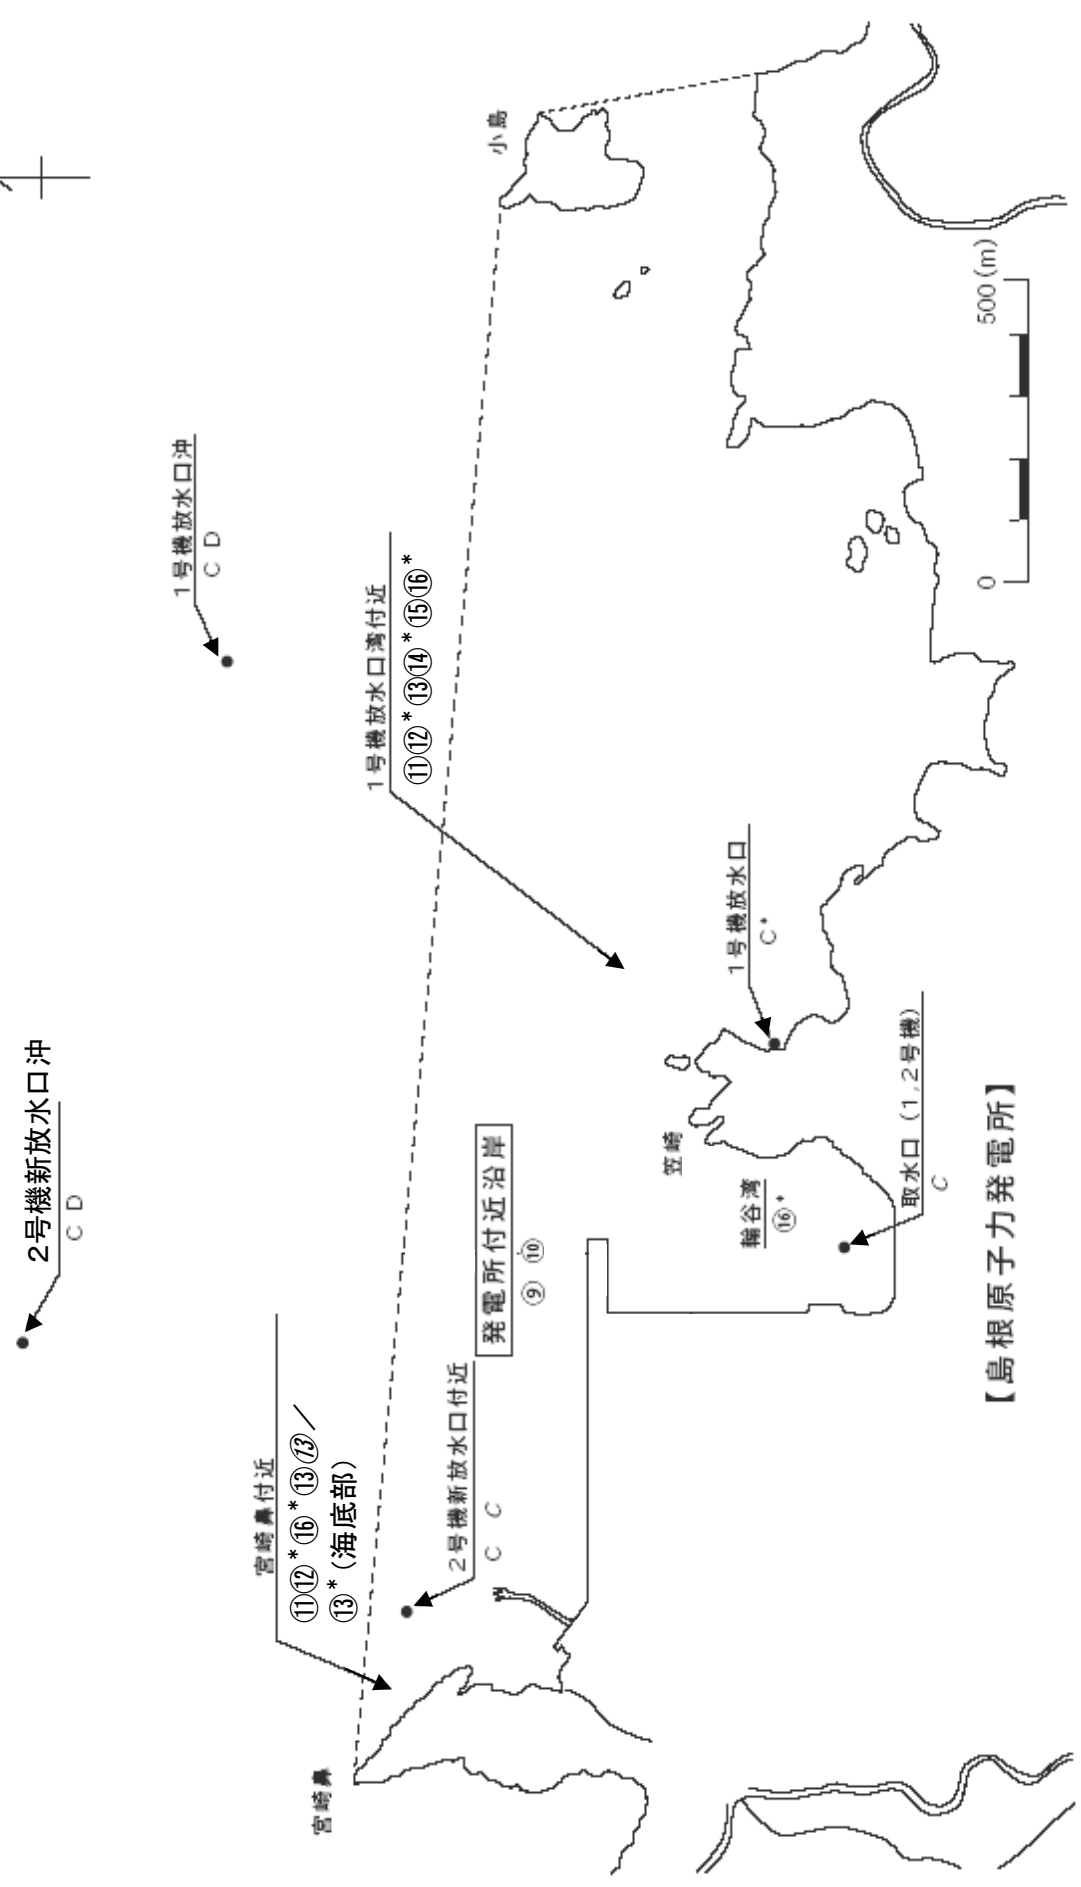 2号機新放水口沖
C D
1号機放水口沖
C D
宮崎鼻付近
⑪⑫*⑯*⑬⑬/
⑬*(海底部)
1号機放水口湾付近
⑪⑫*⑬⑭*⑮⑯*
宮崎鼻
小島
2号機新放水口付近
C C
発電所付近沿岸
⑨ ⑩
笠崎
輪谷湾
⑯*
1号機放水口
C*
取水口(1,2号機)
C
【島根原子力発電所】
0 500(m)